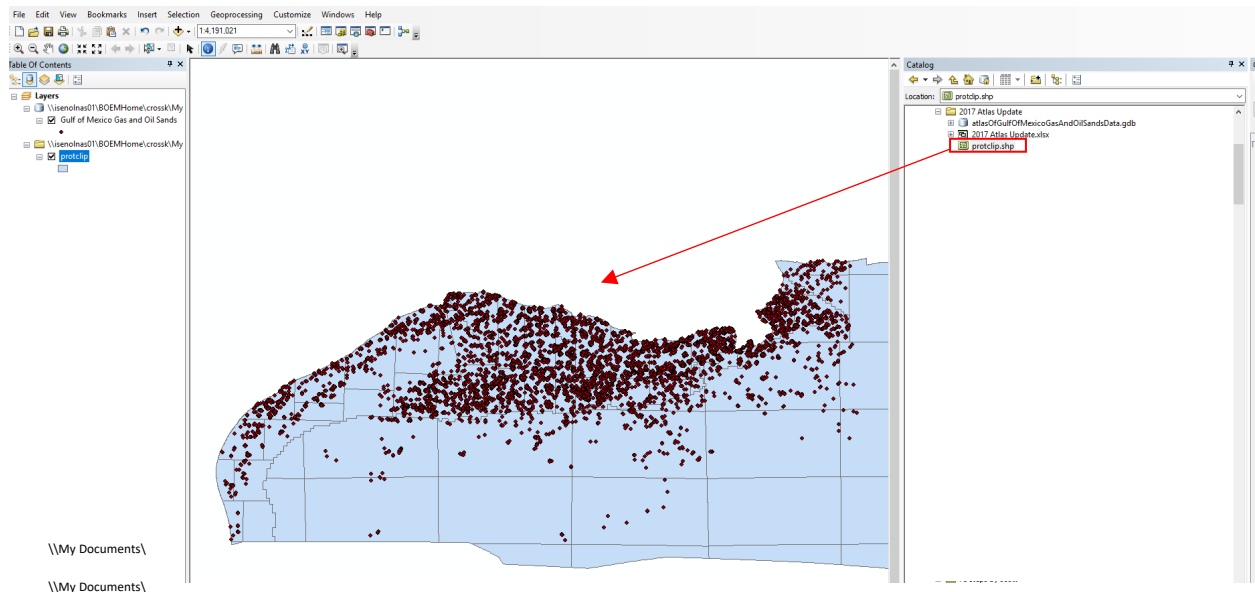 File Edit View Bookmarks Insert Selection Geoprocessing Customize Windows Help
1:4,191.021
Table Of Contents
Layers
\\isenolnas01\BOEMHome\crossk\My
Gulf of Mexico Gas and Oil Sands
\\isenolnas01\BOEMHome\crossk\My
protclip
\\My Documents\
\\My Documents\
Catalog
Location: protclip.shp
2017 Atlas Update
atlasOfGulfOfMexicoGasAndOilSandsData.gdb
2017 Atlas Update.xlsx
protclip.shp